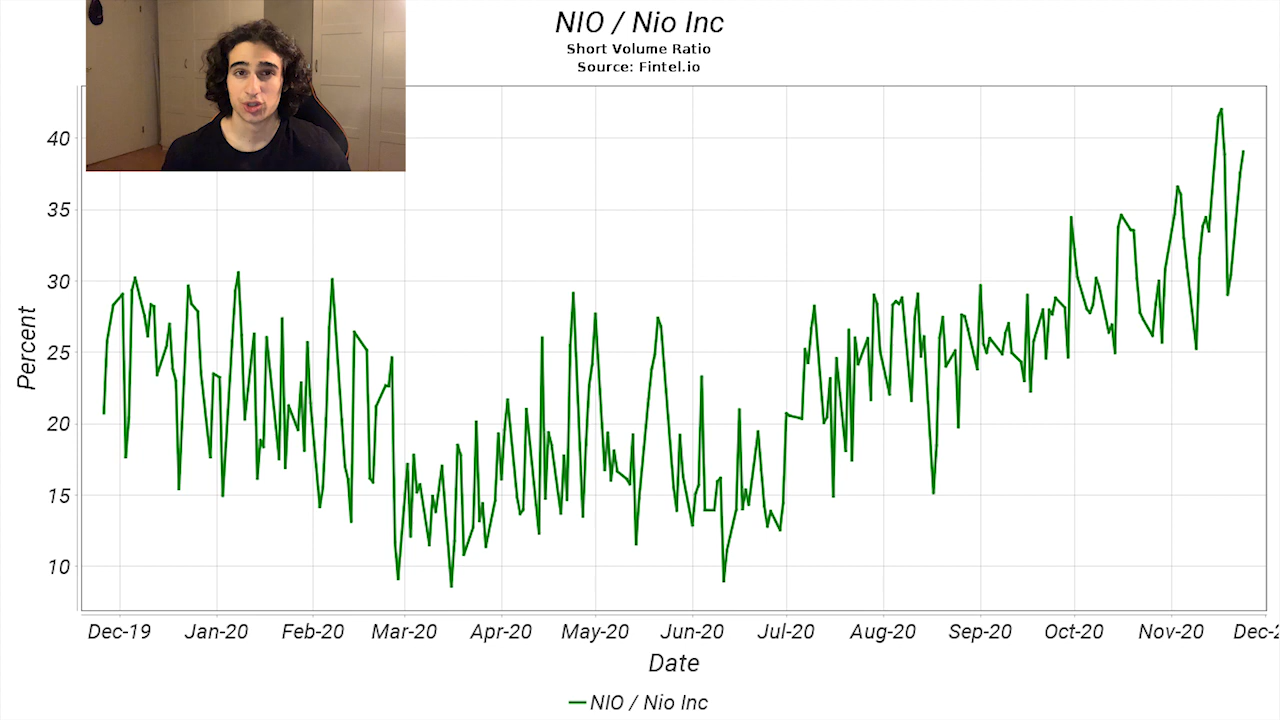 NIO / Nio Inc
Short Volume Ratio
Source: Fintel.io
40
35
30
25
20
15
10
Percent
Dec-19 Jan-20 Feb-20 Mar-20 Apr-20 May-20 Jun-20 Jul-20 Aug-20 Sep-20 Oct-20 Nov-20 Dec-2
Date
NIO / Nio Inc